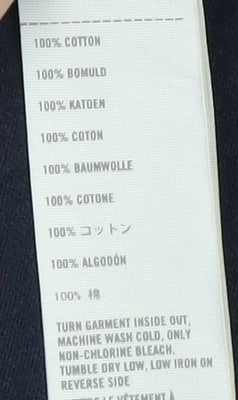 100% COTTON
100% BOMULD
100% KATOEN
100% COTON
100% BAUMWOLLE
100% COTONE
100% コットン
100% ALGODÓN
100% 棉
TURN GARMENT INSIDE OUT,
MACHINE WASH COLD, ONLY
NON-CHLORINE BLEACH,
TUMBLE DRY LOW, LOW IRON ON
REVERSE SIDE
LE VÊTEMENT À